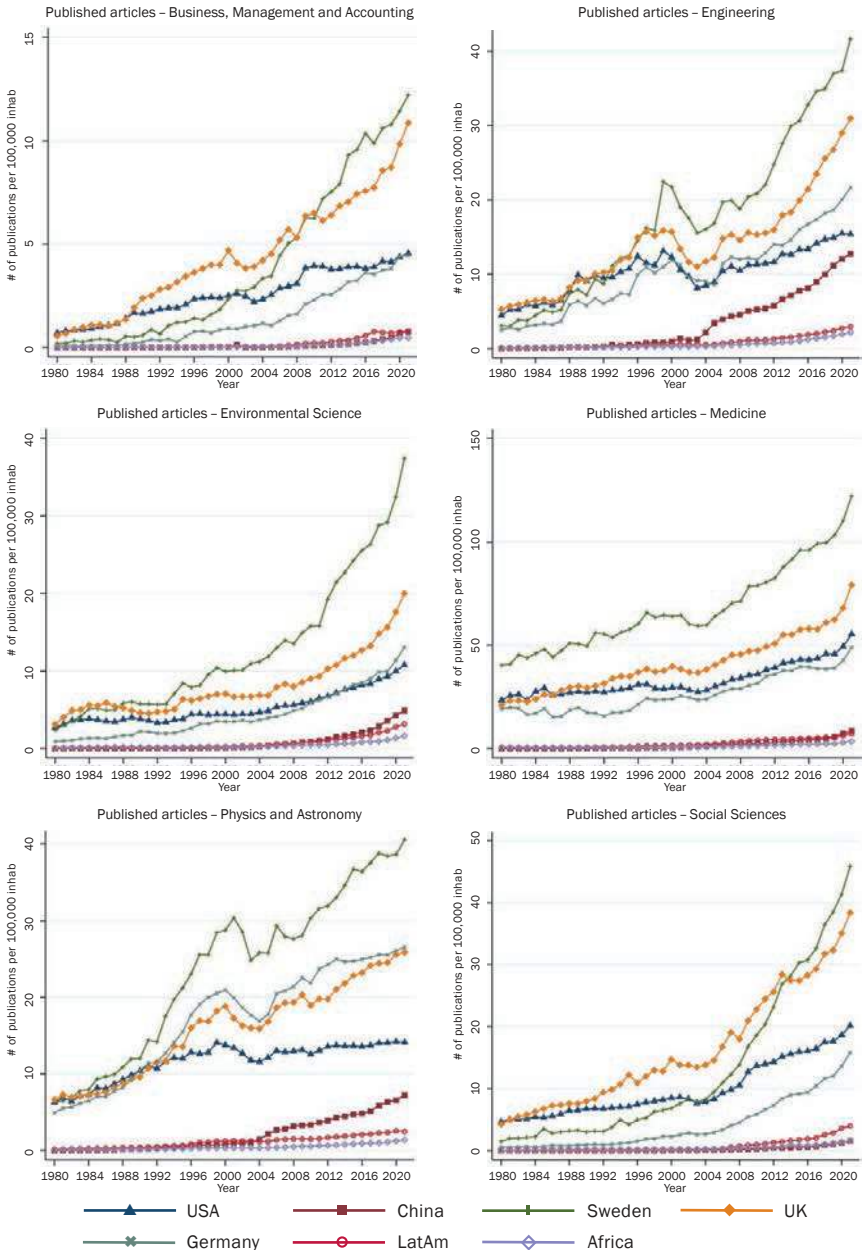 Published articles – Business, Management and Accounting
# of publications per 100,000 inhab
15
10
5
0
1980 1984 1988 1992 1996 2000 2004 2008 2012 2016 2020
Year
Published articles – Engineering
# of publications per 100,000 inhab
40
30
20
10
0
1980 1984 1988 1992 1996 2000 2004 2008 2012 2016 2020
Year
Published articles – Environmental Science
# of publications per 100,000 inhab
40
30
20
10
0
1980 1984 1988 1992 1996 2000 2004 2008 2012 2016 2020
Year
Published articles – Medicine
# of publications per 100,000 inhab
150
100
50
0
1980 1984 1988 1992 1996 2000 2004 2008 2012 2016 2020
Year
Published articles – Physics and Astronomy
# of publications per 100,000 inhab
40
30
20
10
0
1980 1984 1988 1992 1996 2000 2004 2008 2012 2016 2020
Year
Published articles – Social Sciences
# of publications per 100,000 inhab
50
40
30
20
10
0
1980 1984 1988 1992 1996 2000 2004 2008 2012 2016 2020
Year
USA China Sweden UK
Germany LatAm Africa